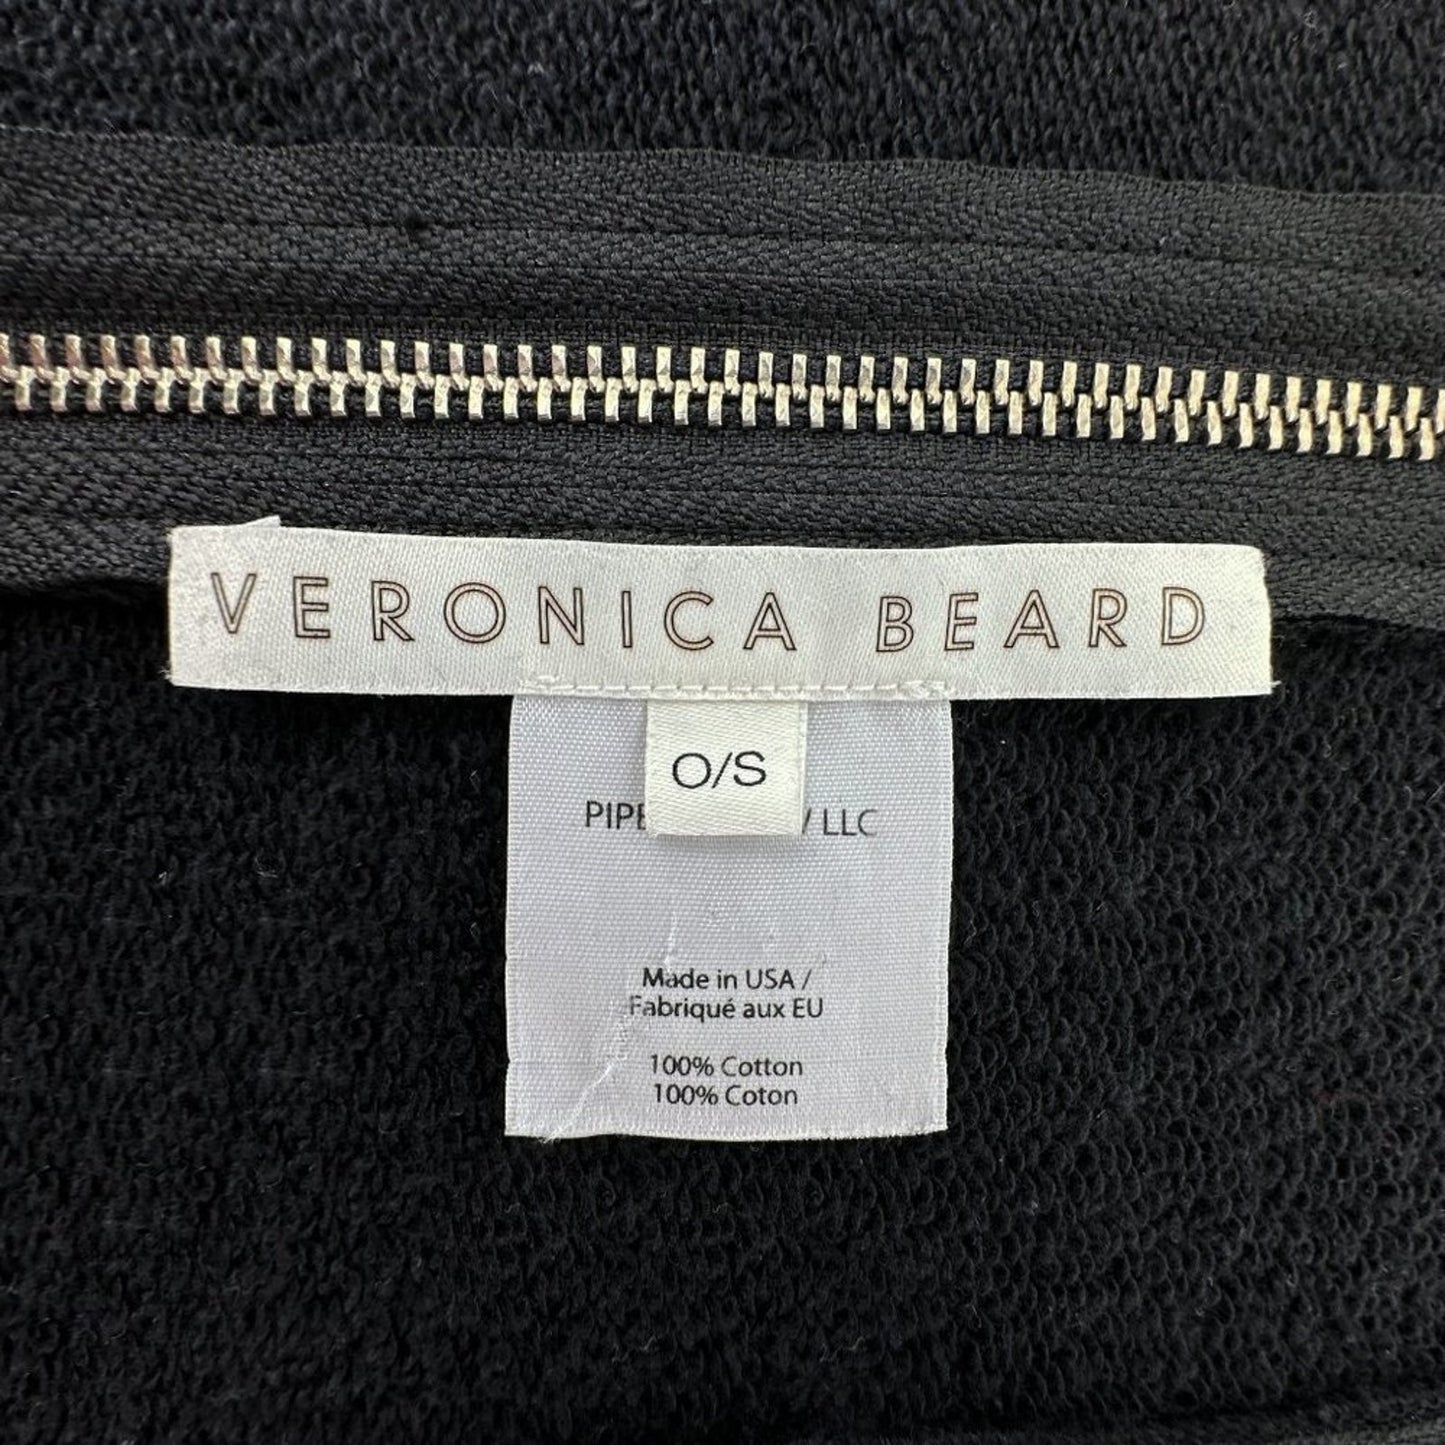 VERONICA BEARD
O/S
LLC
Made in USA /
Fabriqué aux EU
100% Cotton
100% Coton